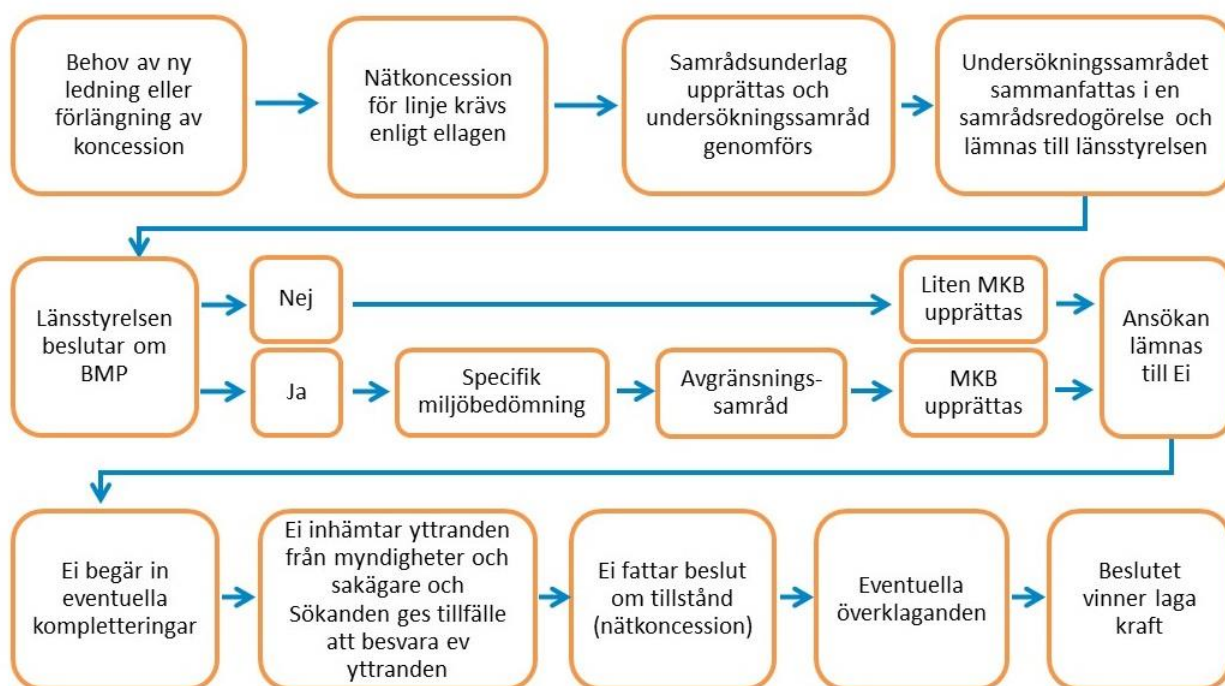 Behov av ny
ledning eller
förlängning av
koncession
Nätkoncession
för linje krävs
enligt ellagen
Samrådsunderlag
upprättas och
undersökningssamråd
genomförs
Undersökningssamrådet
sammanfattas i en
samrådsredogörelse och
lämnas till länsstyrelsen
Länsstyrelsen
beslutar om
BMP
Nej
Liten MKB
upprättas
Ja
Specifik
miljöbedömning
Avgränsnings-
samråd
MKB
upprättas
Ansökan
lämnas
till Ei
Ei begär in
eventuella
kompletteringar
Ei inhämtar yttranden
från myndigheter och
sakägare och
Sökanden ges tillfälle
att besvara ev
yttranden
Ei fattar beslut
om tillstånd
(nätkoncession)
Eventuella
överklaganden
Beslutet
vinner laga
kraft